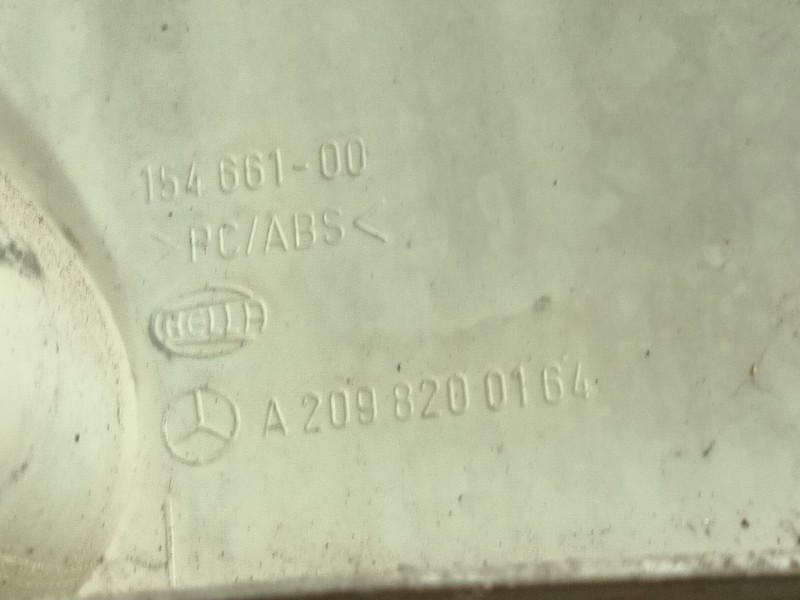 154 661-00
>PC/ABS<
HELLA
A 209 820 01 64